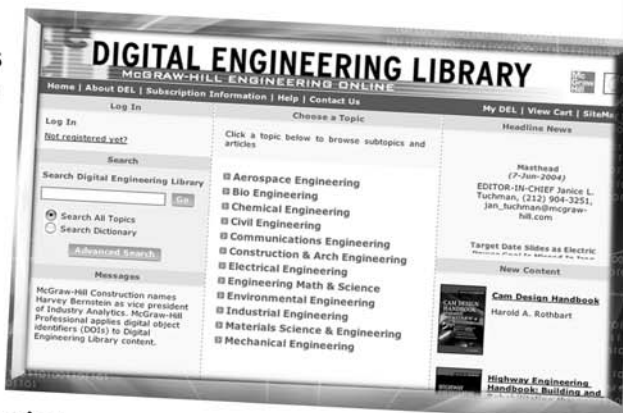 DIGITAL ENGINEERING LIBRARY
McGRAW-HILL ENGINEERING ONLINE
McGraw Hill
Home | About DEL | Subscription Information | Help | Contact Us
My DEL | View Cart | SiteMa
Log In
Log In
Not registered yet?
Search
Search Digital Engineering Library
Go
Search All Topics
Search Dictionary
Advanced Search
Messages
McGraw-Hill Construction names
Harvey Bernstein as vice president
of Industry Analytics. McGraw-Hill
Professional applies digital object
identifiers (DOIs) to Digital
Engineering Library content.
Choose a Topic
Click a topic below to browse subtopics and
articles
Aerospace Engineering
Bio Engineering
Chemical Engineering
Civil Engineering
Communications Engineering
Construction & Arch Engineering
Electrical Engineering
Engineering Math & Science
Environmental Engineering
Industrial Engineering
Materials Science & Engineering
Mechanical Engineering
Headline News
Masthead
(7-Jun-2004)
EDITOR-IN-CHIEF Janice L.
Tuchman, (212) 904-3251,
jan_tuchman@mcgraw-
hill.com
Target Date Slides as Electric
New Content
CAM DESIGN HANDBOOK
Cam Design Handbook
Harold A. Rothbart
Highway Engineering
Handbook: Building and